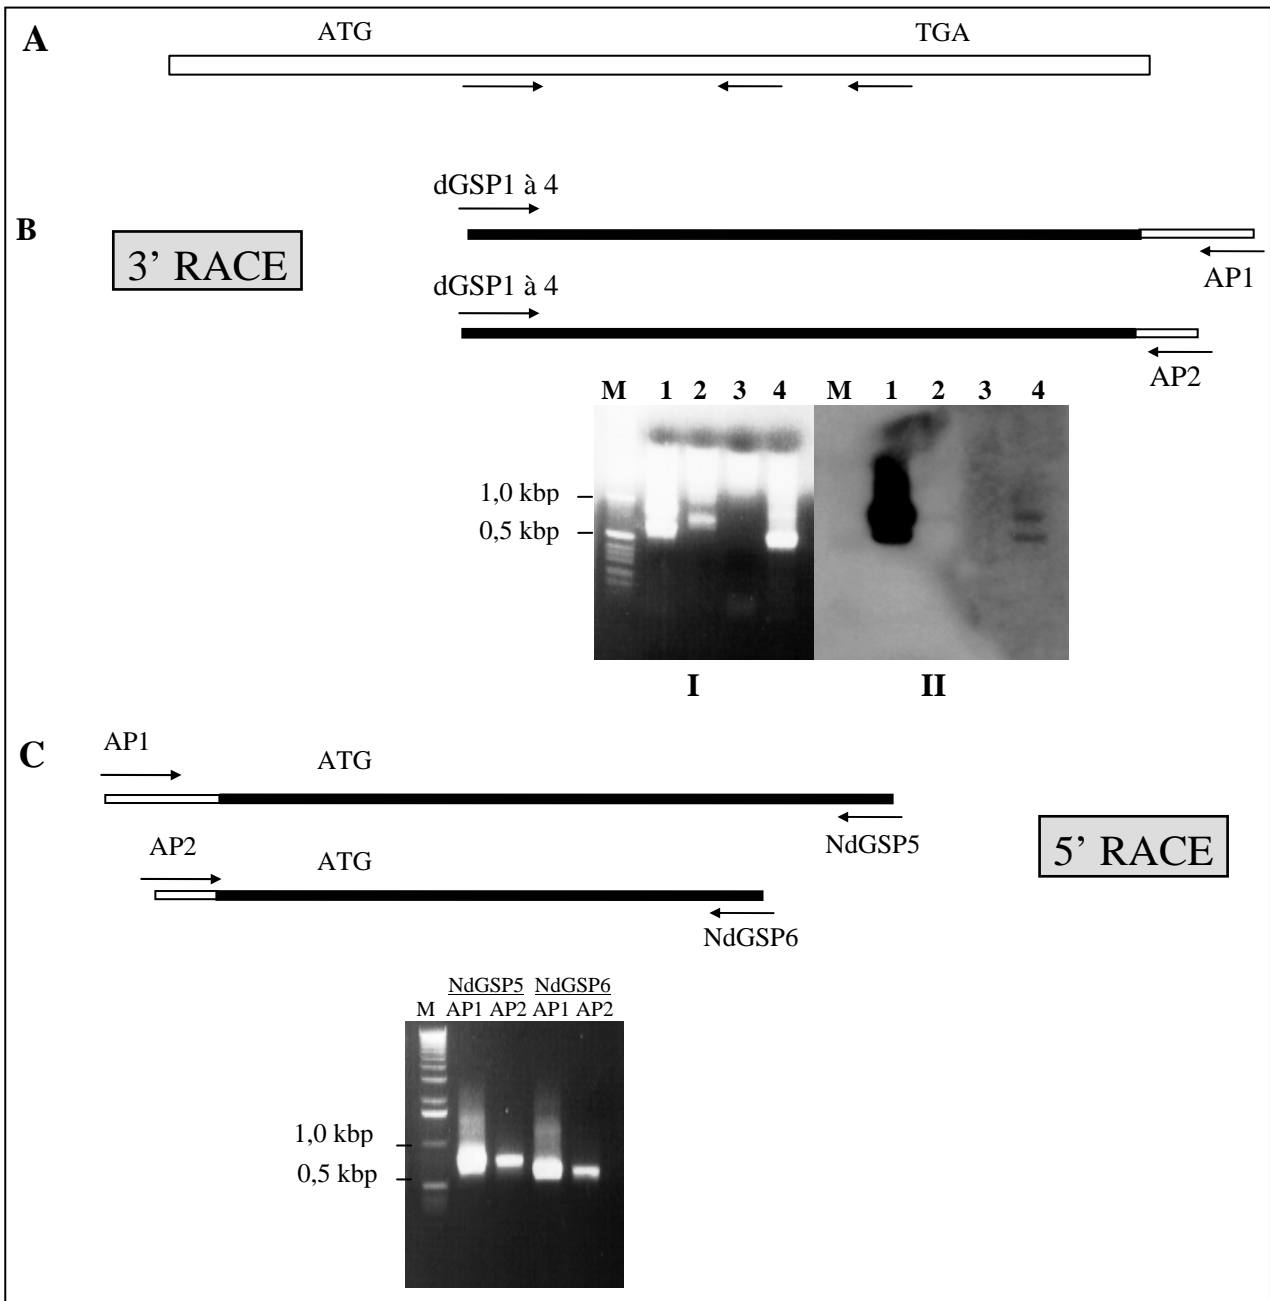 A
ATG TGA
dGSP1 à 4
B
3’ RACE
AP1
dGSP1 à 4
AP2
M 1 2 3 4 M 1 2 3 4
1,0 kbp
0,5 kbp
I II
C
AP1
ATG
NdGSP5
5’ RACE
AP2
ATG
NdGSP6
NdGSP5 NdGSP6
M AP1 AP2 AP1 AP2
1,0 kbp
0,5 kbp